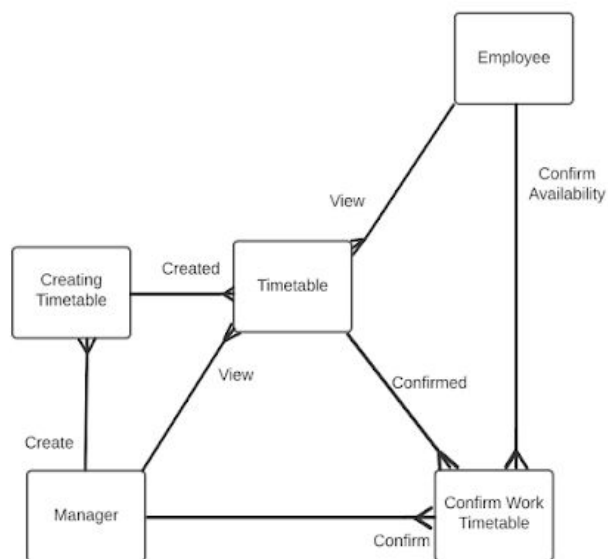 Employee
Confirm
Availability
View
Creating
Timetable
Created
Timetable
View
Confirmed
Create
Manager
Confirm Work
Timetable
Confirm